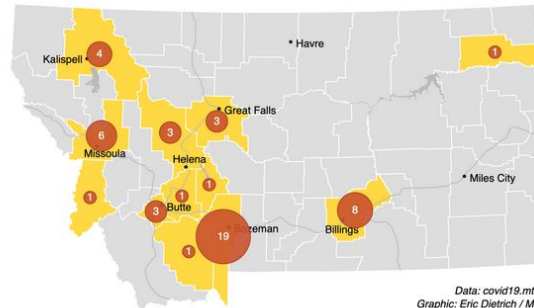 Havre
Kalispell
4
1
Great Falls
3
3
6
Missoula
Helena
1
1
1
Miles City
3
Butte
8
Billings
19
Bozeman
1
Data: covid19.mt
Graphic: Eric Dietrich / M